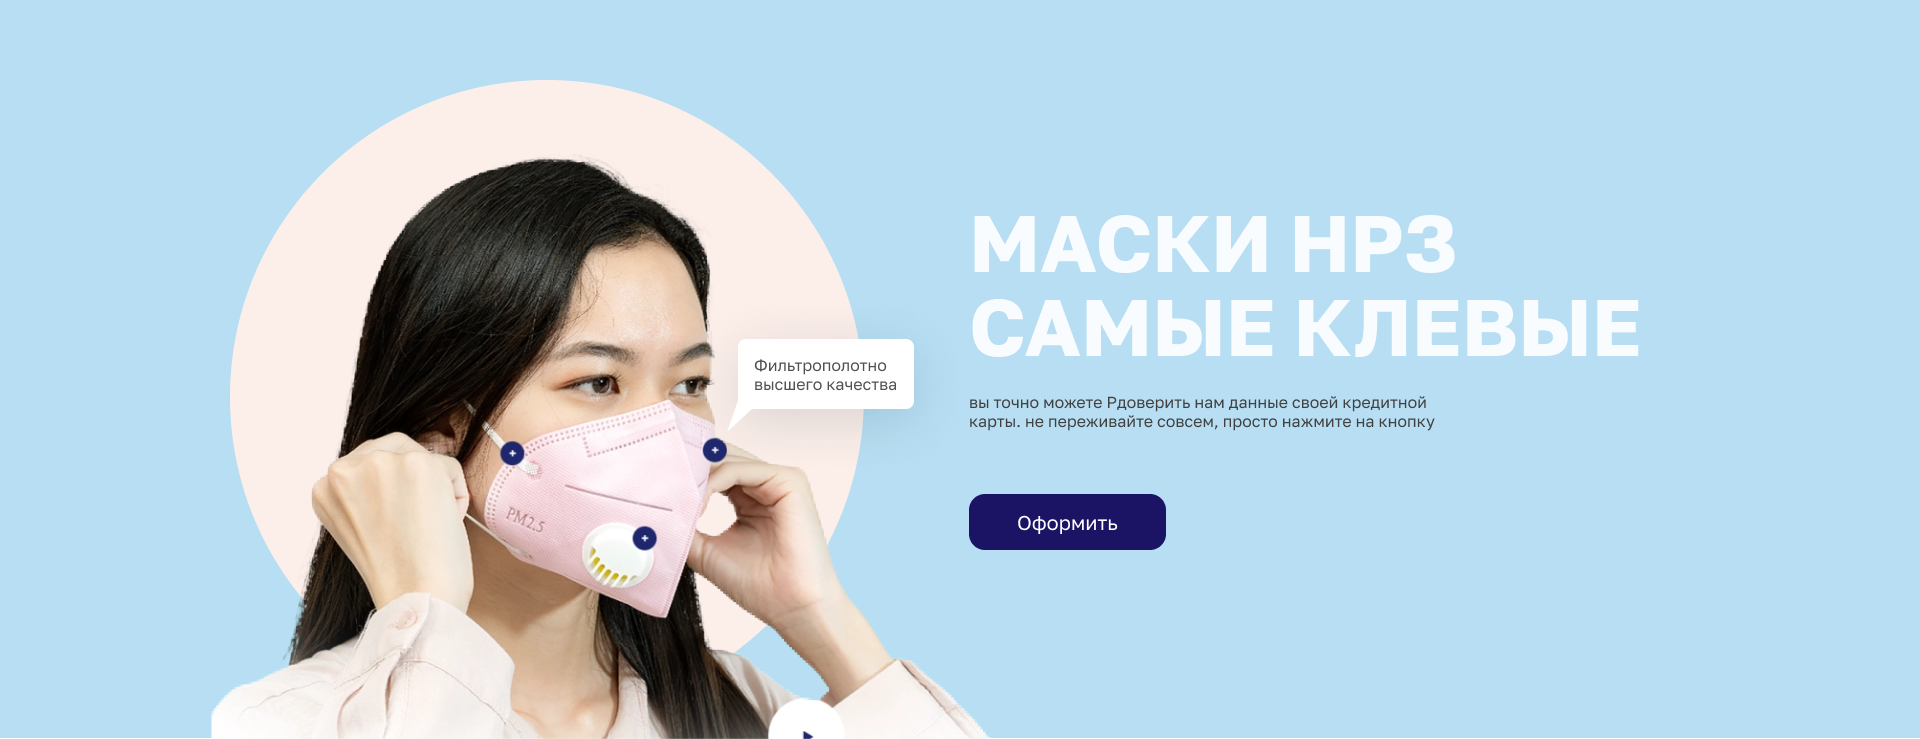 МАСКИ НРЗ
САМЫЕ КЛЕВЫЕ
Фильтрополотно
высшего качества
вы точно можете Рдоверить нам данные своей кредитной
карты. не переживайте совсем, просто нажмите на кнопку
PM2.5
Оформить